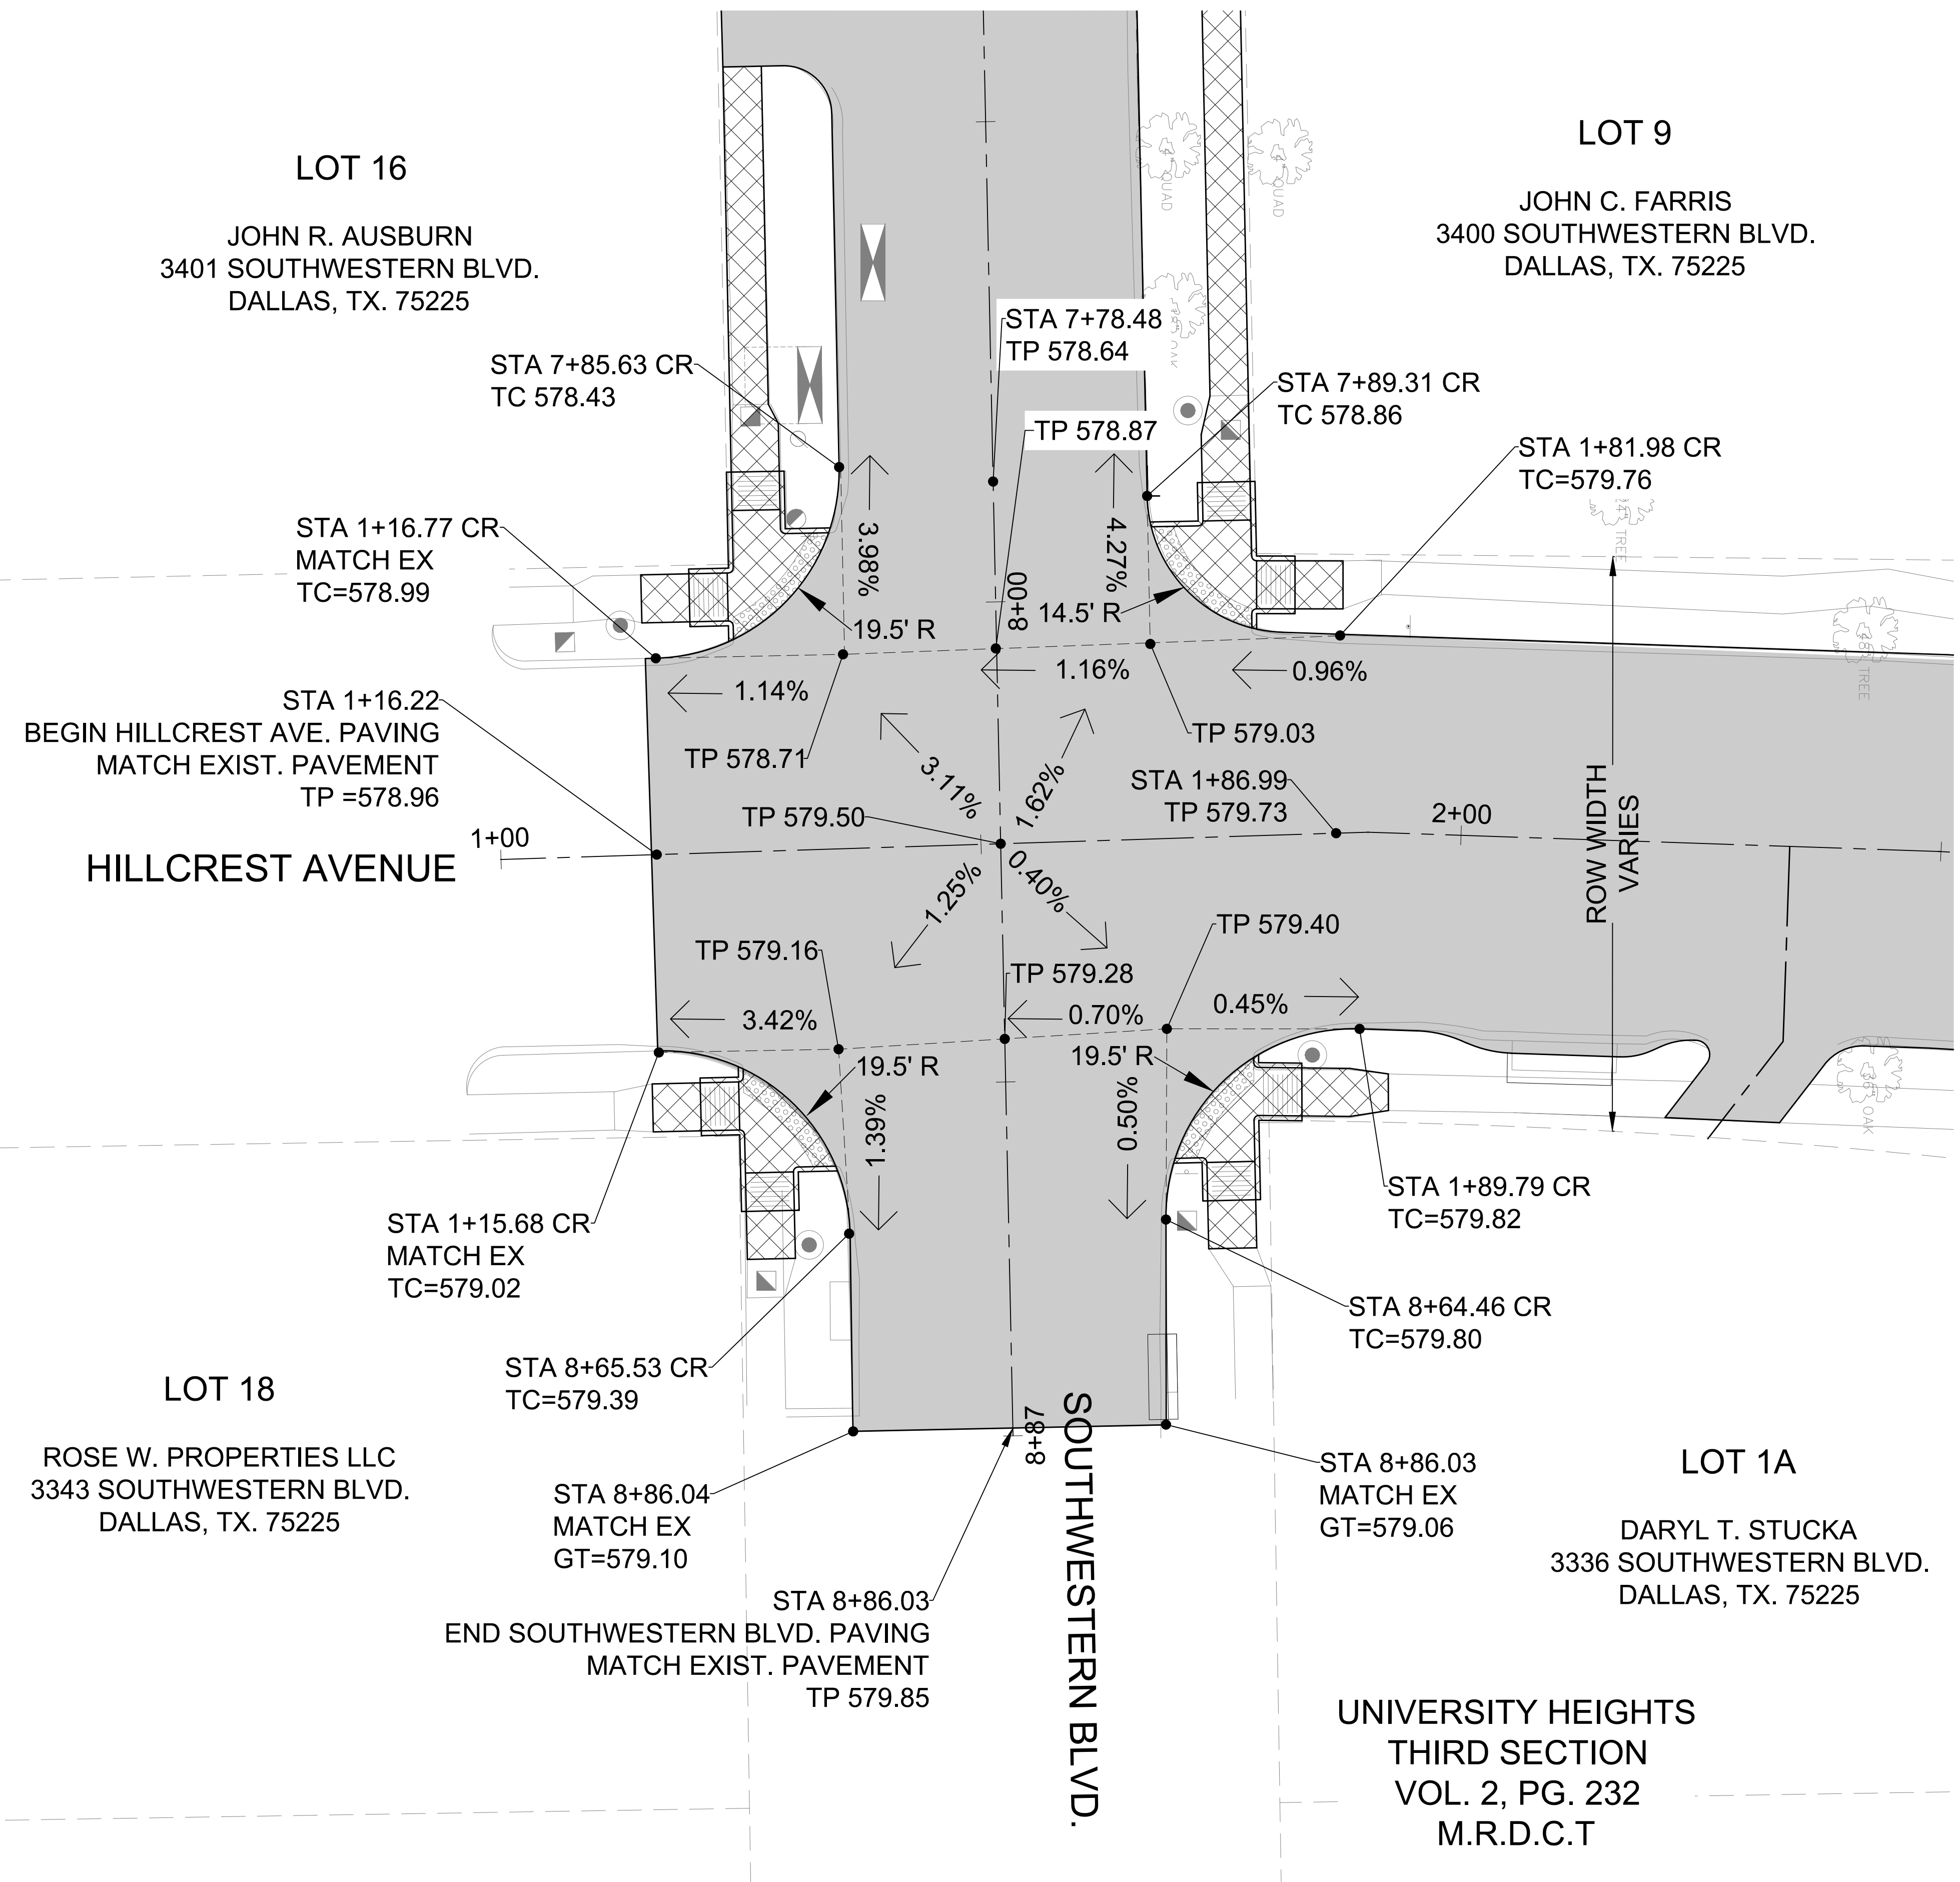 LOT 16
JOHN R. AUSBURN
3401 SOUTHWESTERN BLVD.
DALLAS, TX. 75225
LOT 9
JOHN C. FARRIS
3400 SOUTHWESTERN BLVD.
DALLAS, TX. 75225
QUAD
QUAD
OAK
STA 7+78.48
TP 578.64
STA 7+85.63 CR
TC 578.43
STA 7+89.31 CR
TC 578.86
TP 578.87
STA 1+81.98 CR
TC=579.76
TREE
STA 1+16.77 CR
MATCH EX
TC=578.99
3.98%
4.27%
8+00
19.5' R
14.5' R
1.14%
1.16%
0.96%
TREE
STA 1+16.22
BEGIN HILLCREST AVE. PAVING
MATCH EXIST. PAVEMENT
TP =578.96
TP 578.71
TP 579.03
3.11%
1.62%
STA 1+86.99
TP 579.73
TP 579.50
2+00
ROW WIDTH
VARIES
1+00
HILLCREST AVENUE
1.25%
0.40%
TP 579.16
TP 579.40
TP 579.28
3.42%
0.70%
0.45%
19.5' R
19.5' R
1.39%
0.50%
OAK
STA 1+15.68 CR
MATCH EX
TC=579.02
STA 1+89.79 CR
TC=579.82
STA 8+65.53 CR
TC=579.39
STA 8+64.46 CR
TC=579.80
LOT 18
ROSE W. PROPERTIES LLC
3343 SOUTHWESTERN BLVD.
DALLAS, TX. 75225
8+87
SOUTHWESTERN BLVD.
STA 8+86.04
MATCH EX
GT=579.10
STA 8+86.03
MATCH EX
GT=579.06
LOT 1A
DARYL T. STUCKA
3336 SOUTHWESTERN BLVD.
DALLAS, TX. 75225
STA 8+86.03
END SOUTHWESTERN BLVD. PAVING
MATCH EXIST. PAVEMENT
TP 579.85
UNIVERSITY HEIGHTS
THIRD SECTION
VOL. 2, PG. 232
M.R.D.C.T